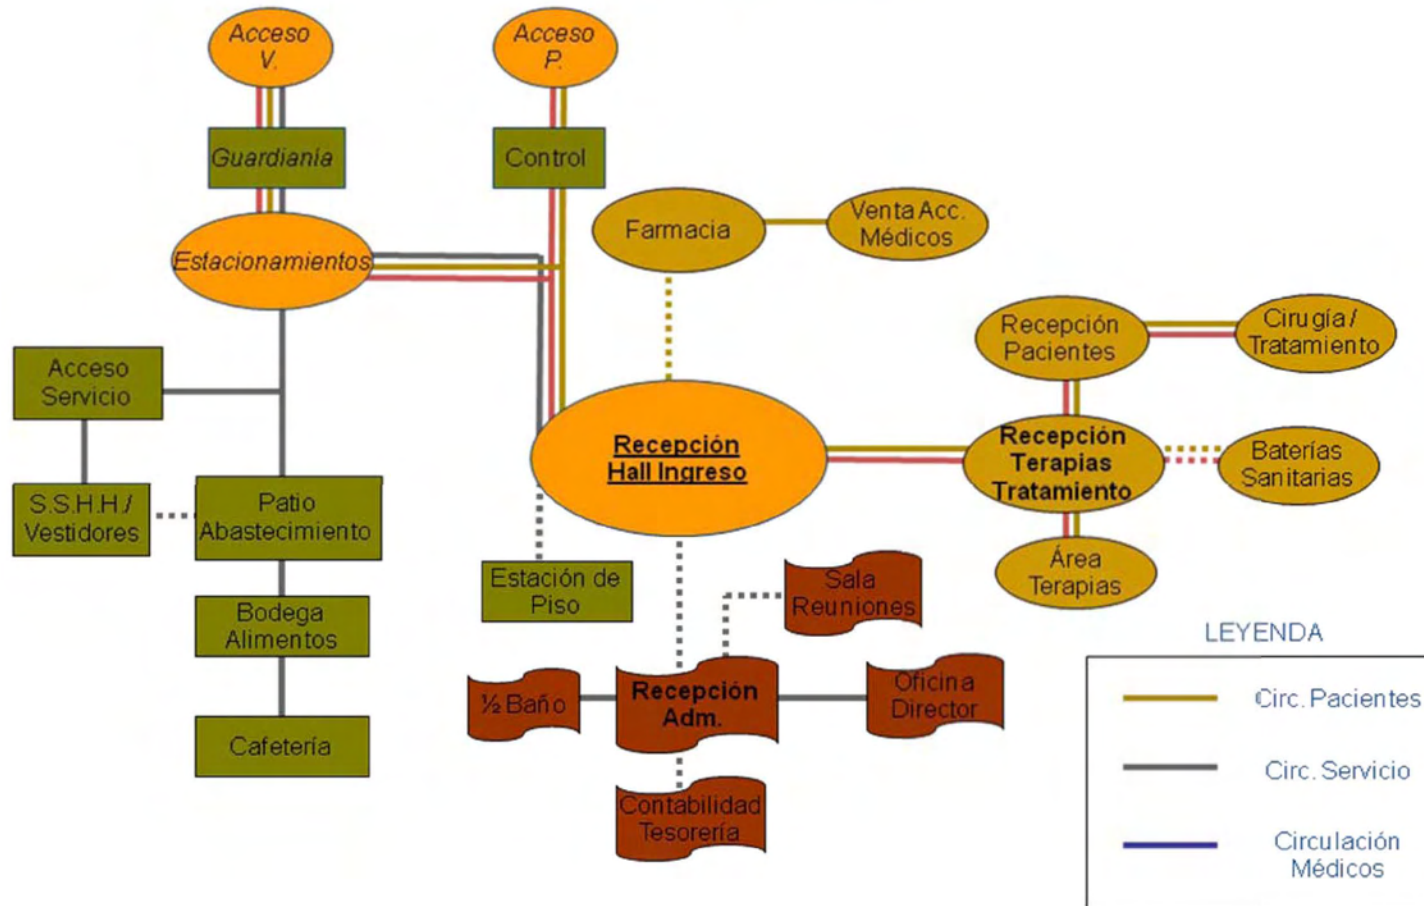 Acceso
V.
Acceso
P.
Guardianía
Control
Farmacia
Venta Acc.
Médicos
Estacionamientos
Recepción
Pacientes
Cirugía /
Tratamiento
Acceso
Servicio
Recepción
Hall Ingreso
Recepción
Terapias
Tratamiento
Baterías
Sanitarias
S.S.H.H./
Vestidores
Patio
Abastecimiento
Estación de
Piso
Sala
Reuniones
Área
Terapias
Bodega
Alimentos
½ Baño
Recepción
Adm.
Oficina
Director
Cafetería
Contabilidad
Tesorería
LEYENDA
Circ. Pacientes
Circ. Servicio
Circulación
Médicos